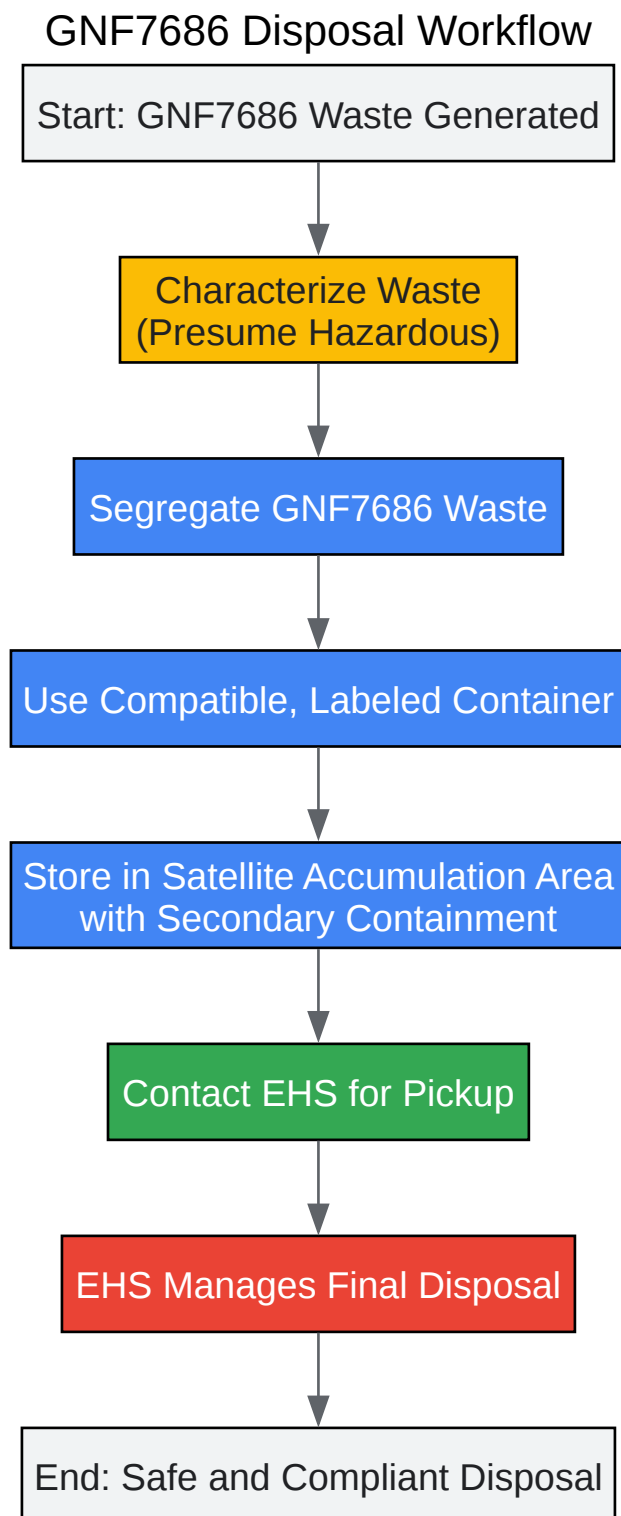 GNF7686 Disposal Workflow
Start: GNF7686 Waste Generated
Characterize Waste
(Presume Hazardous)
Segregate GNF7686 Waste
Use Compatible, Labeled Container
Store in Satellite Accumulation Area
with Secondary Containment
Contact EHS for Pickup
EHS Manages Final Disposal
End: Safe and Compliant Disposal